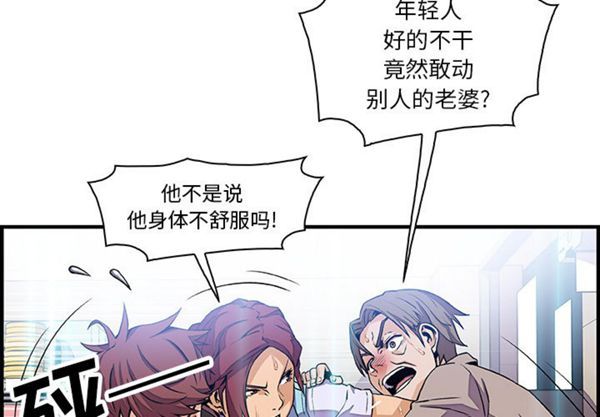 年轻人
好的不干
竟然敢动
别人的老婆?
他不是说
他身体不舒服吗!
砰